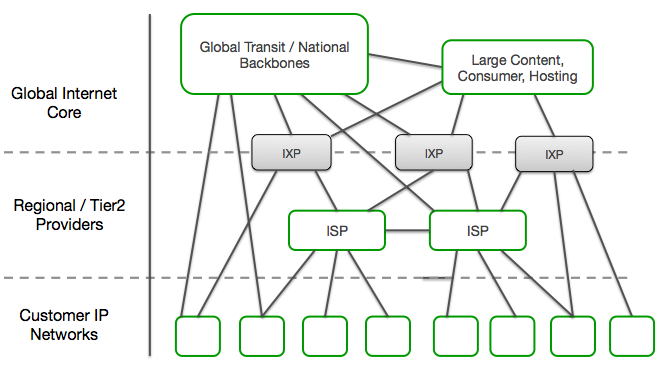 Global Transit / National
Backbones
Large Content,
Consumer, Hosting
Global Internet
Core
IXP
IXP
IXP
Regional / Tier2
Providers
ISP
ISP
Customer IP
Networks